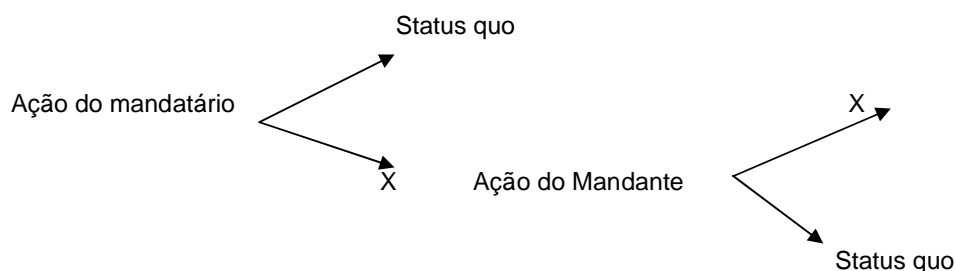 Status quo
Ação do mandatário
X
X
Ação do Mandante
Status quo